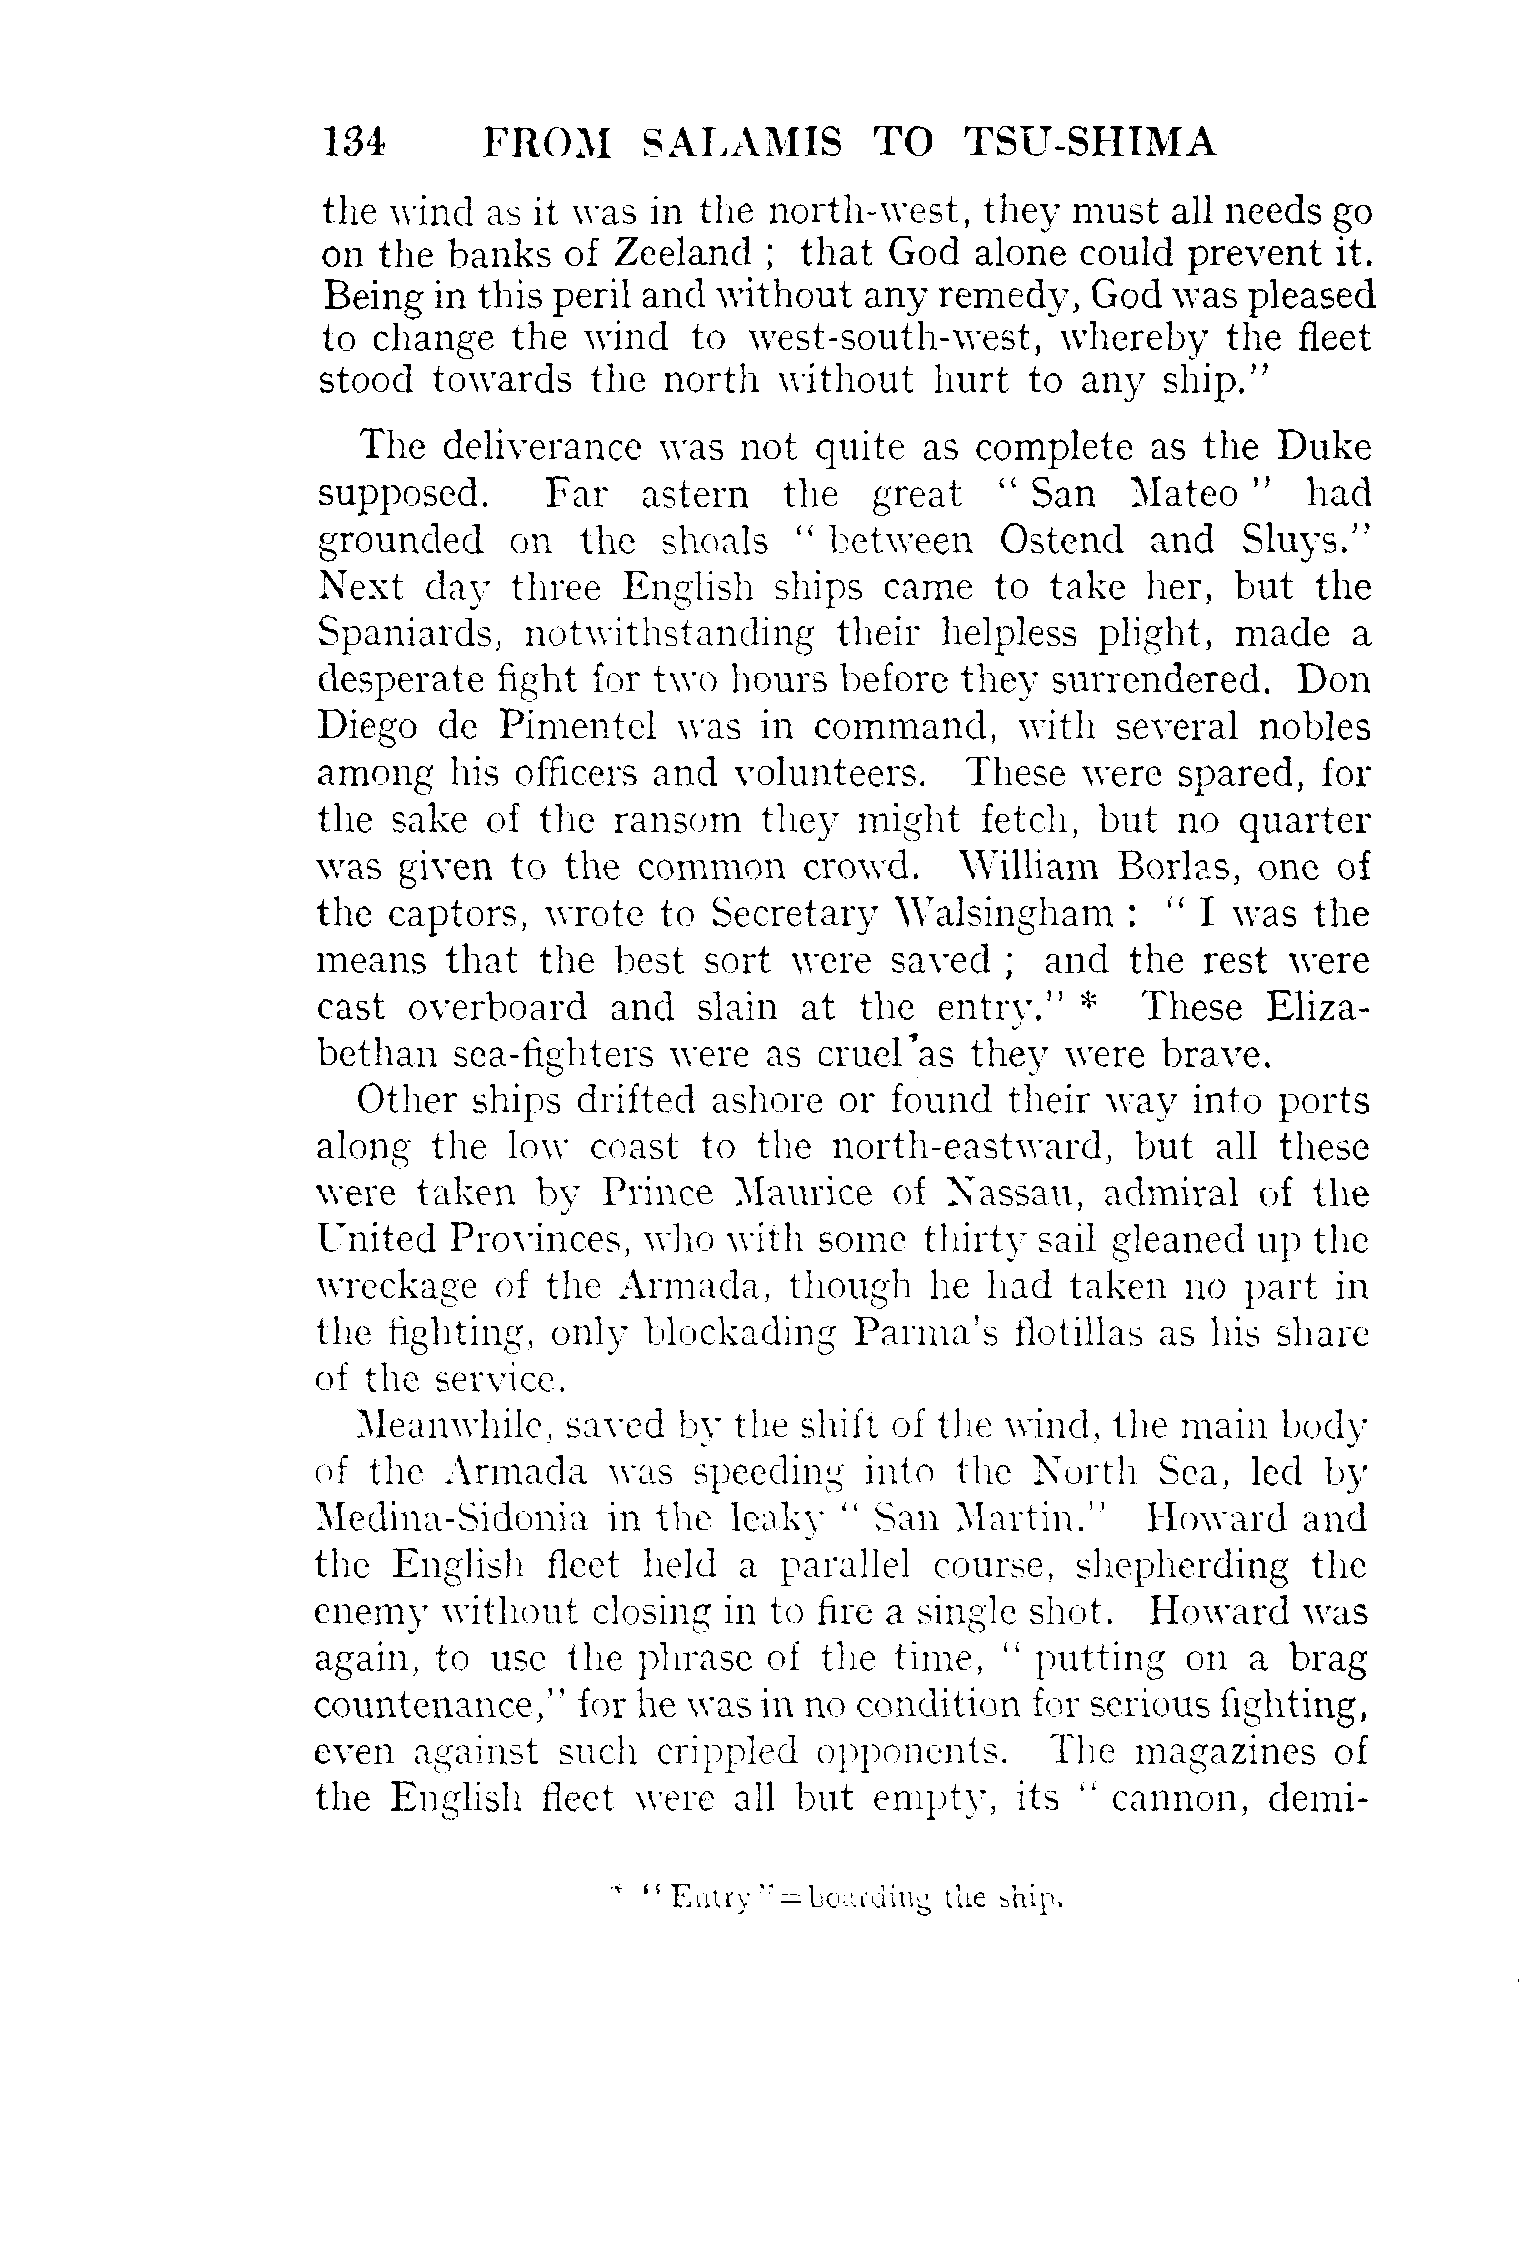 134 FROM SALAMIS TO TSU-SHIMA
the wind as it was in the north-west, they must all needs go
on the banks of Zeeland ; that God alone could prevent it.
Being in this peril and without any remedy, God was pleased
to change the wind to west-south-west, whereby the fleet
stood towards the north without hurt to any ship."
The deliverance was not quite as complete as the Duke
supposed. Far astern the great " San Mateo " had
grounded on the shoals " between Ostend and Sluys."
Next day three English ships came to take her, but the
Spaniards, notwithstanding their helpless plight, made a
desperate fight for two hours before they surrendered. Don
Diego de Pimentel was in command, with several nobles
among his officers and volunteers. These were spared, for
the sake of the ransom they might fetch, but no quarter
was given to the common crowd. William Borlas, one of
the captors, wrote to Secretary Walsingham : " I was the
means that the best sort were saved ; and the rest were
cast overboard and slain at the entry." * These Eliza-
bethan sea-fighters were as cruel as they were brave.
Other ships drifted ashore or found their way into ports
along the low coast to the north-eastward, but all these
were taken by Prince Maurice of Nassau, admiral of the
United Provinces, who with some thirty sail gleaned up the
wreckage of the Armada, though he had taken no part in
the fighting, only blockading Parma's flotillas as his share
of the service.
Meanwhile, saved by the shift of the wind, the main body
of the Armada was speeding into the North Sea, led by
Medina-Sidonia in the leaky " San Martin." Howard and
the English fleet held a parallel course, shepherding the
enemy without closing in to fire a single shot. Howard was
again, to use the phrase of the time, " putting on a brag
countenance," for he was in no condition for serious fighting,
even against such crippled opponents. The magazines of
the English fleet were all but empty, its " cannon, demi-
* " Entry "=boarding the ship.